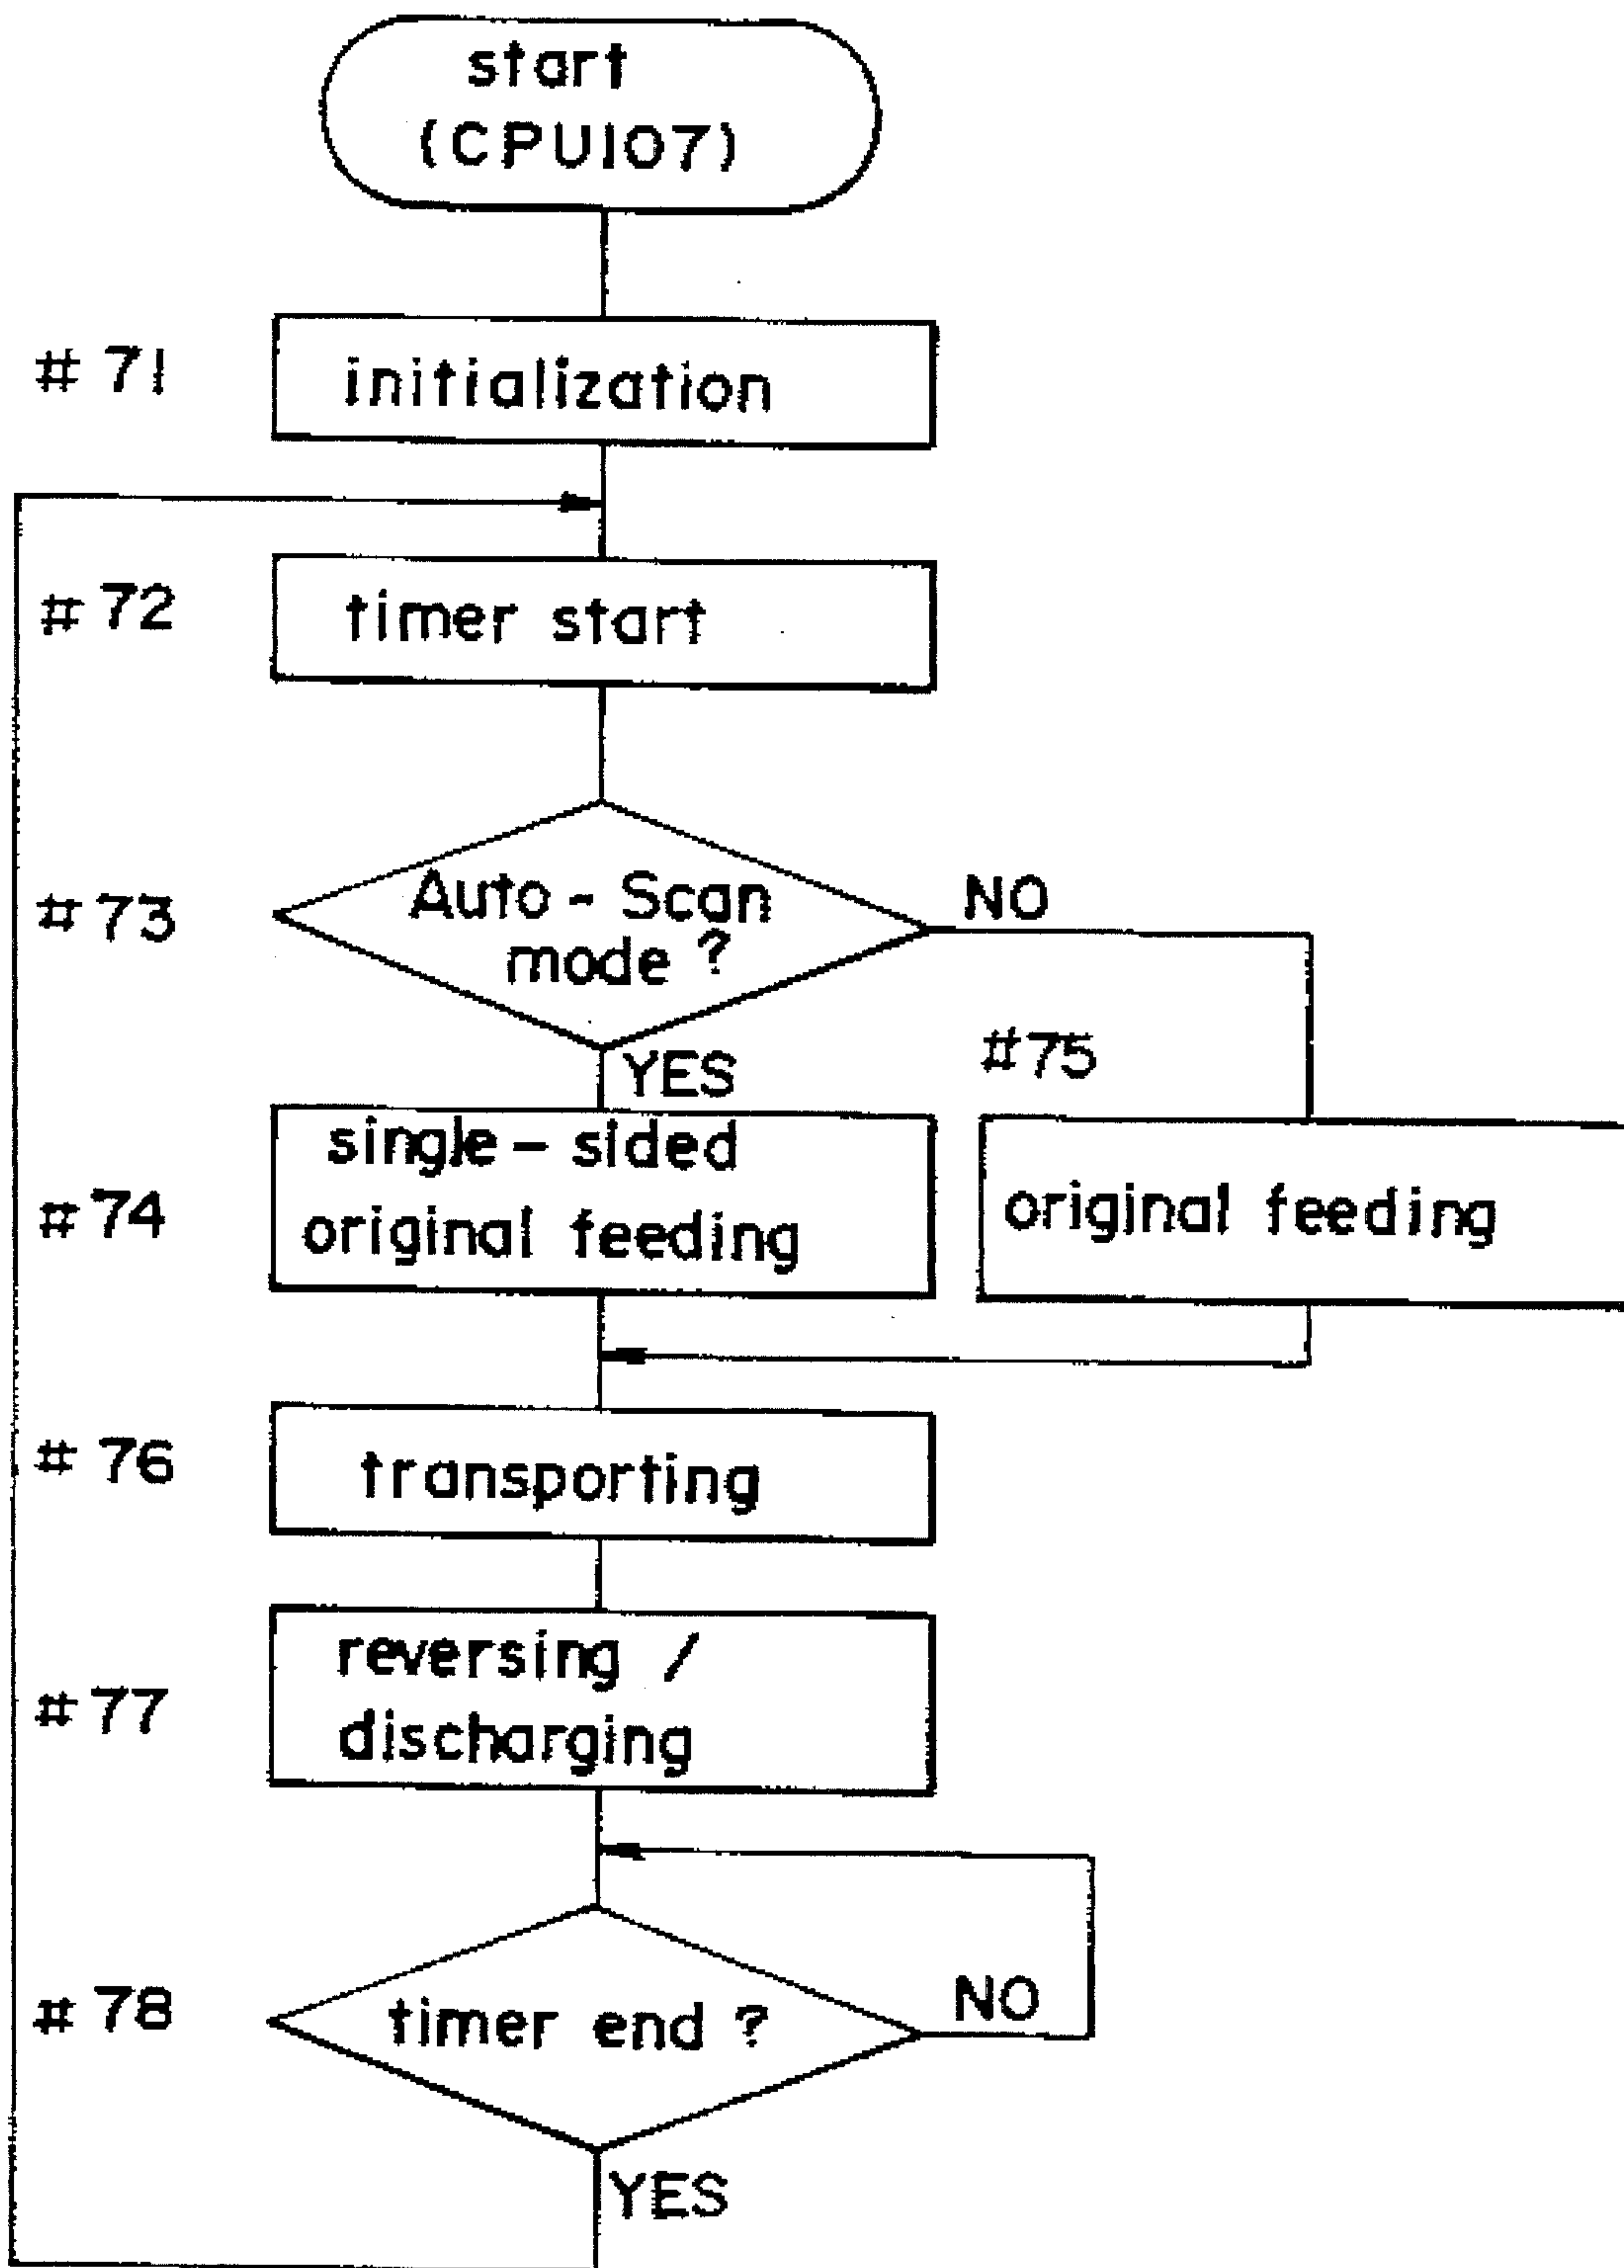 start
(CPU107)
# 71
initialization
# 72
timer start
# 73
Auto - Scan
mode ?
NO
YES
#75
# 74
single - sided
original feeding
original feeding
# 76
transporting
# 77
reversing /
discharging
# 78
timer end ?
NO
YES